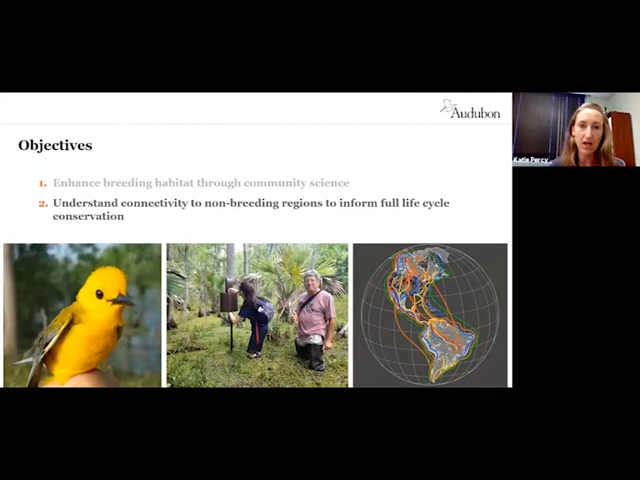 Audubon
Objectives
1. Enhance breeding habitat through community science
2. Understand connectivity to non-breeding regions to inform full life cycle
conservation
Katie Percy